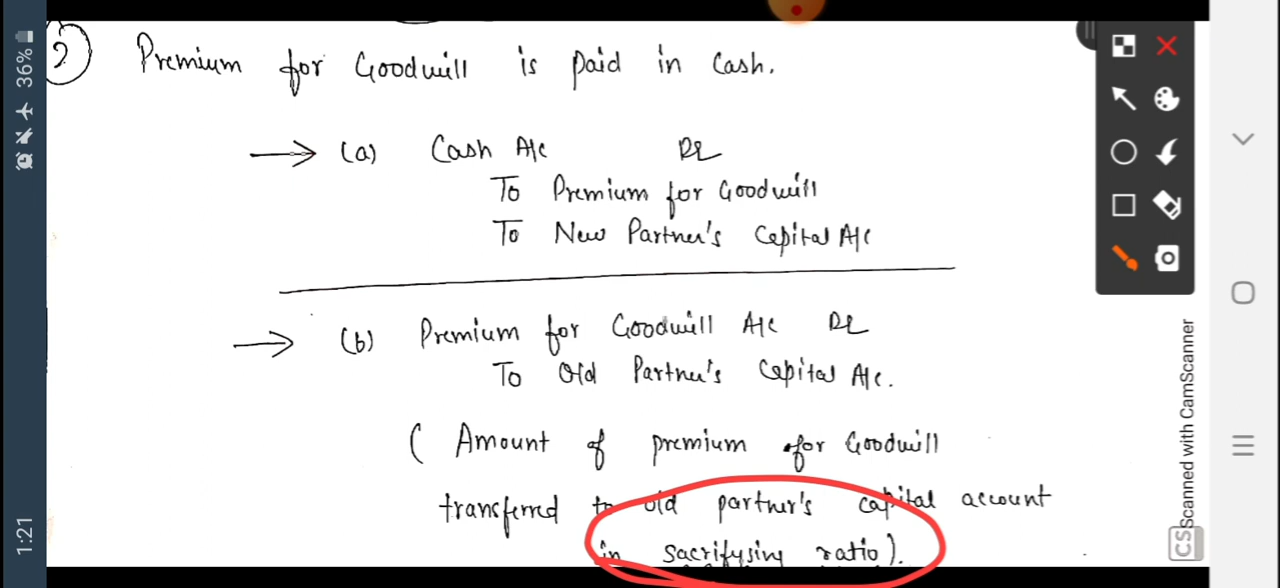 36%
1:21
2
Premium for Goodwill is paid in Cash.
(a) Cash A/c Dr
To Premium for Goodwill
To New Partner's Capital A/c
(b) Premium for Goodwill A/c Dr
To Old Partner's Capital A/c.
( Amount of premium for Goodwill
transferred to old partner's capital account
in sacrifysing ratio).
CS Scanned with CamScanner